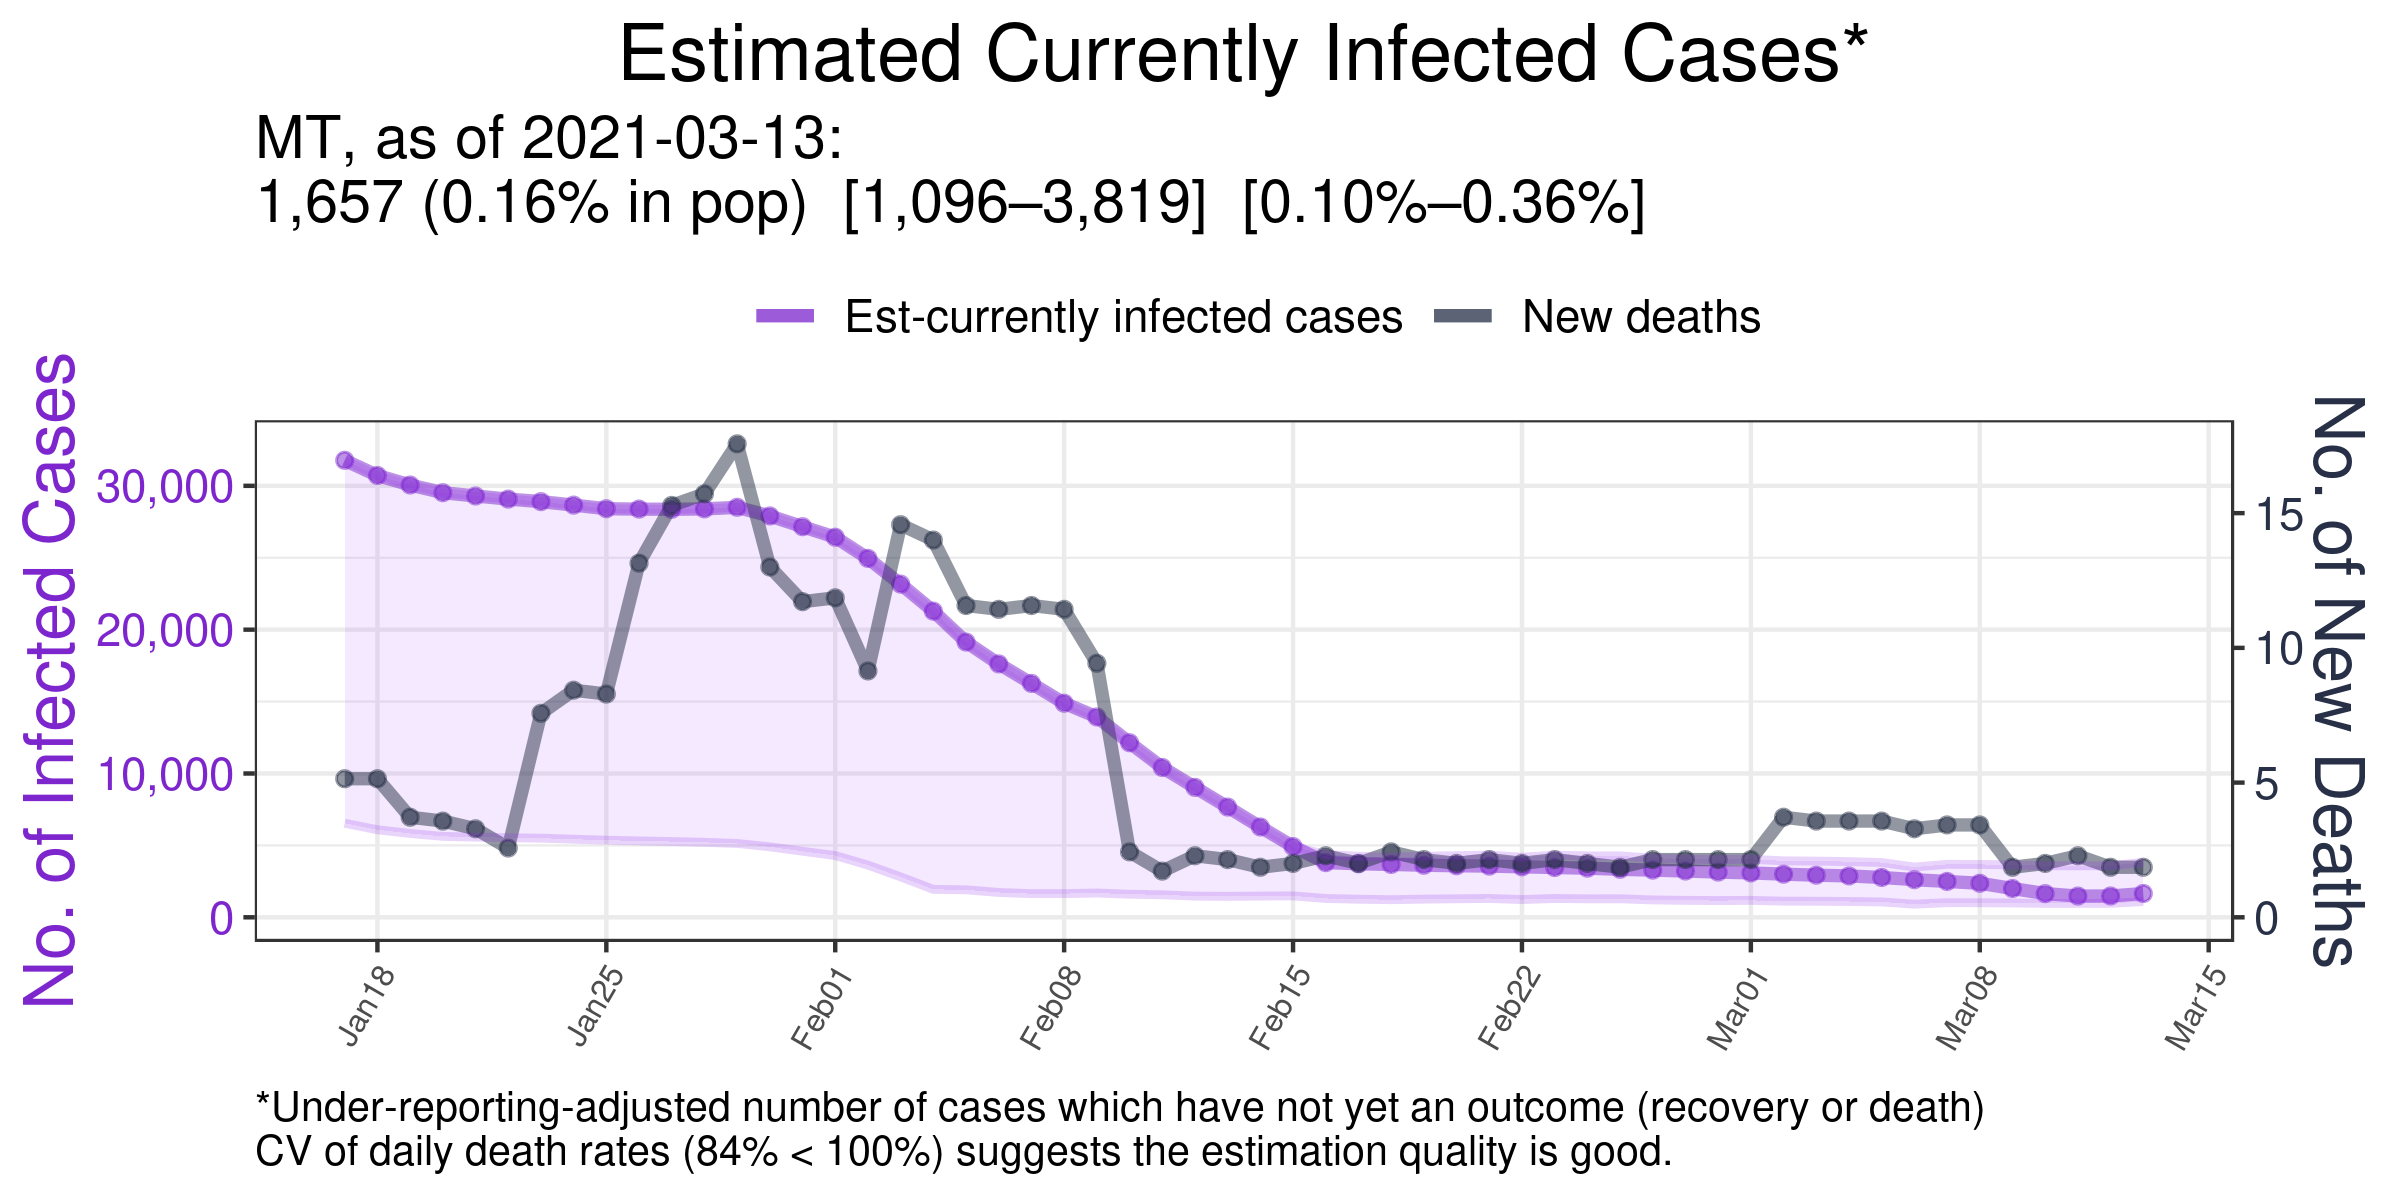 Estimated Currently Infected Cases*
MT, as of 2021-03-13:
1,657 (0.16% in pop)  [1,096–3,819]  [0.10%–0.36%]
Est-currently infected cases
New deaths
No. of Infected Cases
30,000
20,000
10,000
0
15
10
5
0
No. of New Deaths
Jan18
Jan25
Feb01
Feb08
Feb15
Feb22
Mar01
Mar08
Mar15
*Under-reporting-adjusted number of cases which have not yet an outcome (recovery or death)
CV of daily death rates (84% < 100%) suggests the estimation quality is good.